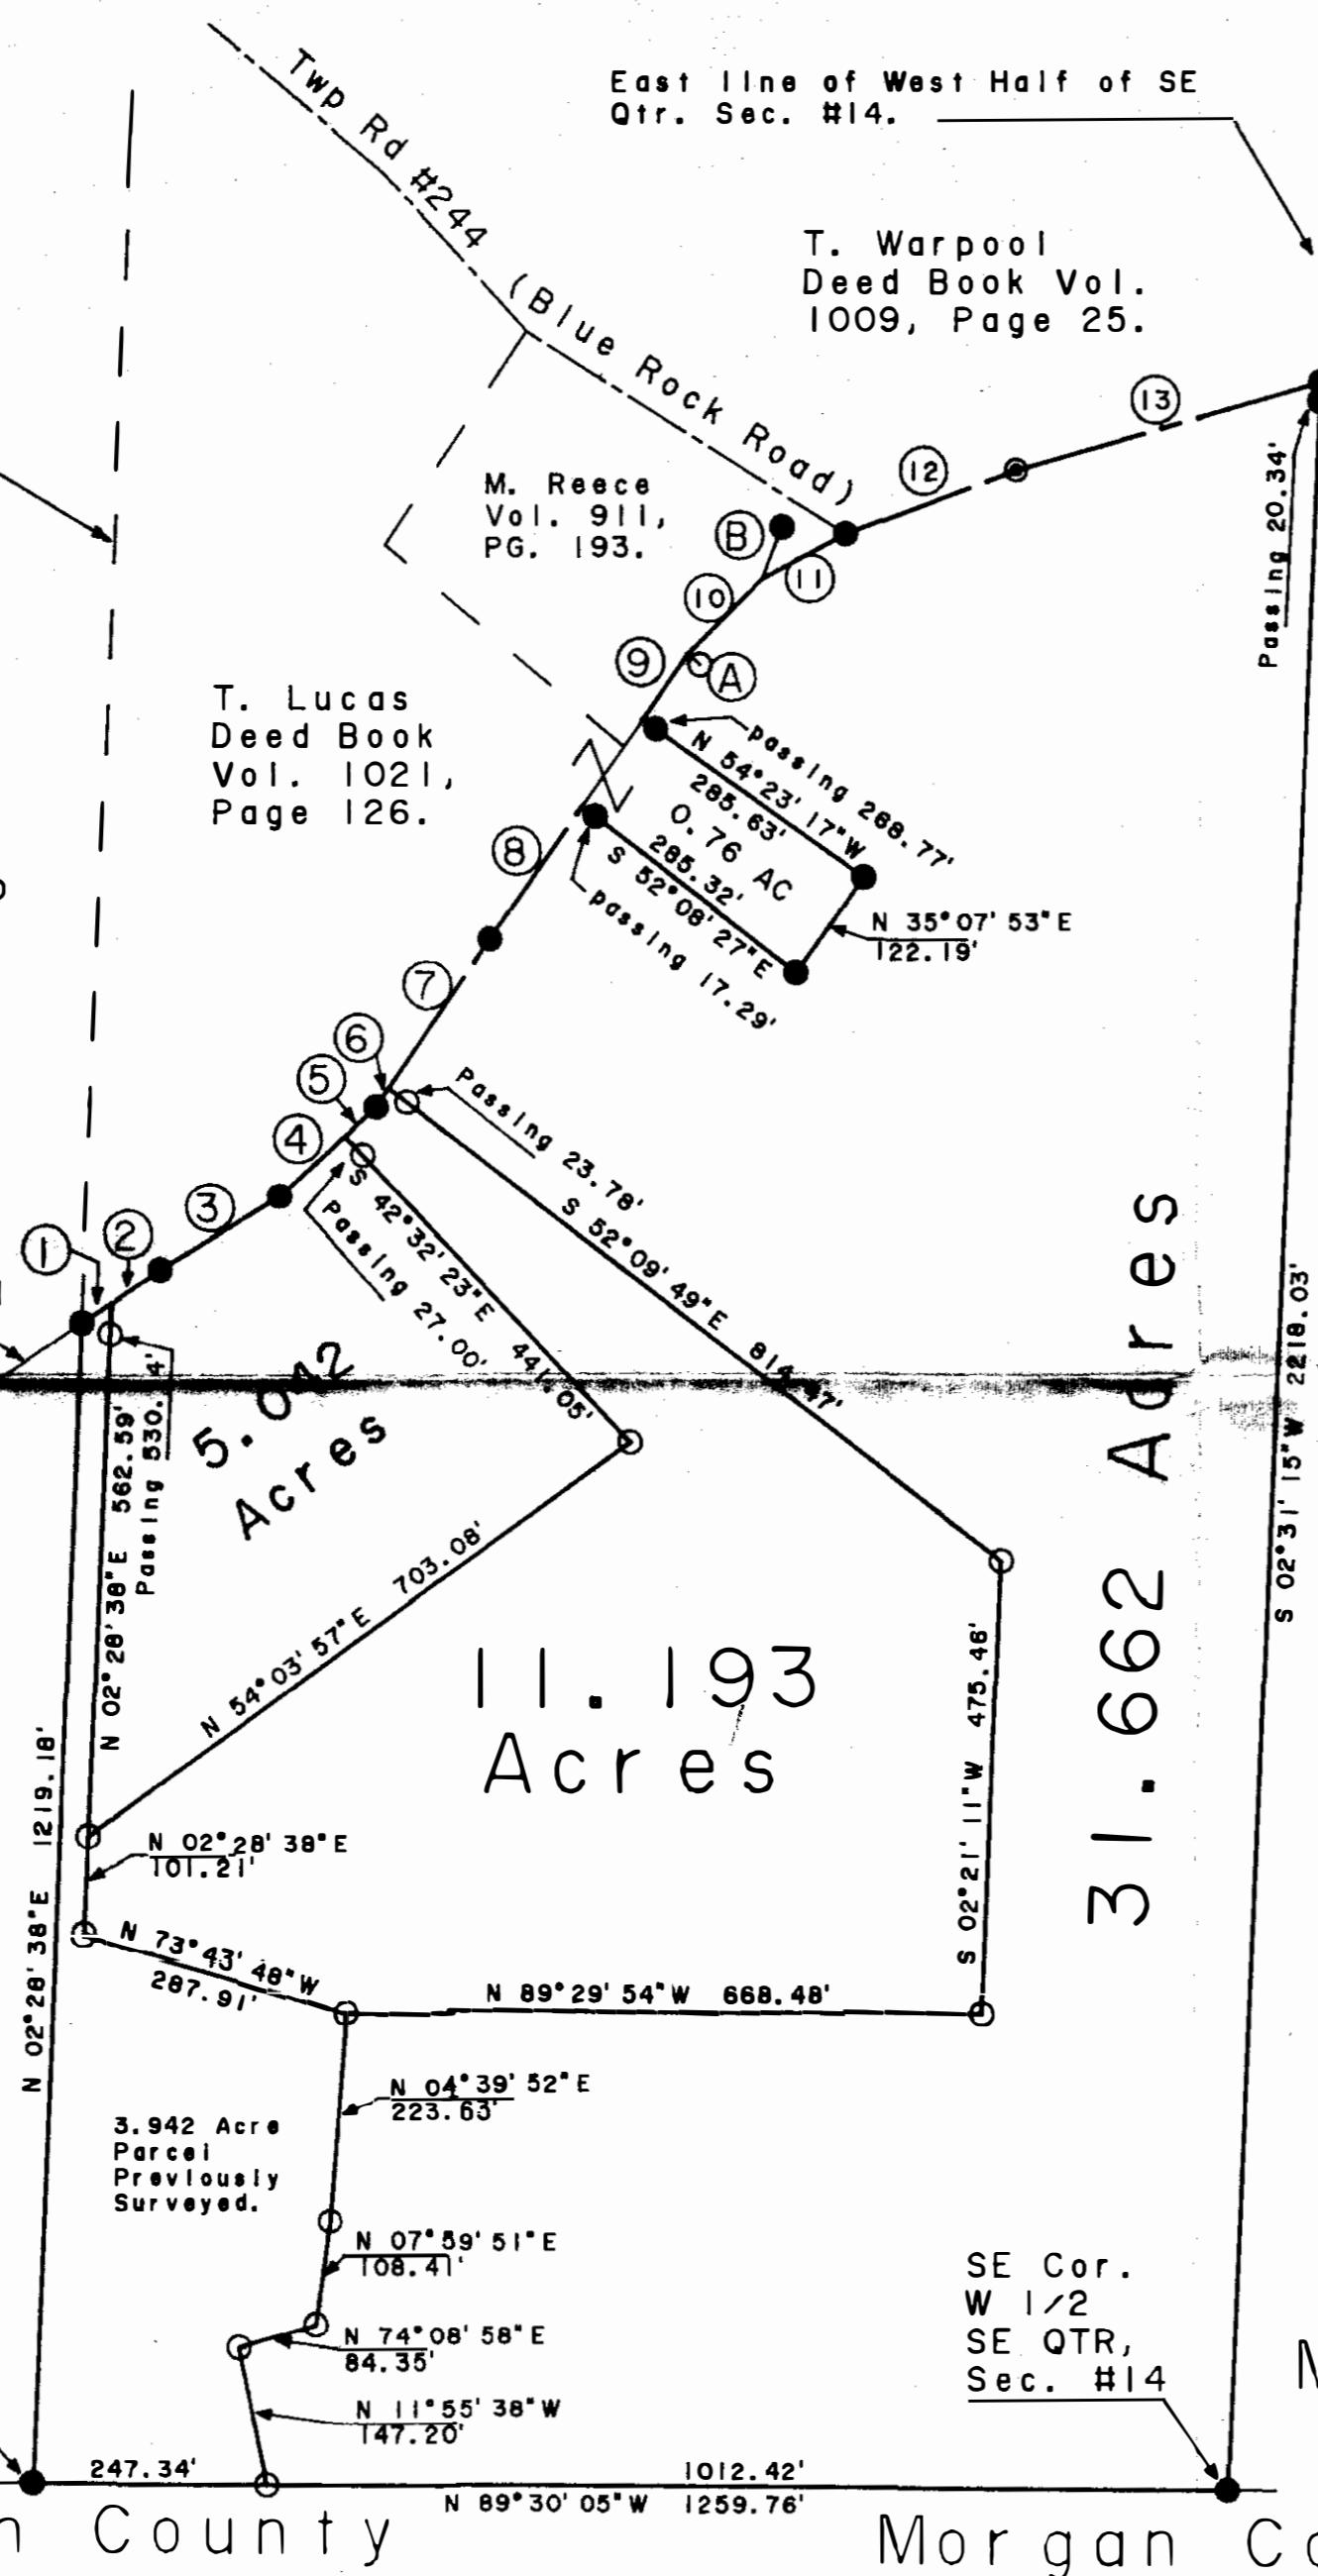 East line of West Half of SE
Qtr. Sec. #14.
Twp Rd #244 (Blue Rock Road)
T. Warpool
Deed Book Vol.
1009, Page 25.
13
12
Passing 20.34'
M. Reece
Vol. 911,
PG. 193.
B
11
10
9
A
T. Lucas
Deed Book
Vol. 1021,
Page 126.
passing 268.77'
N 54°23'17"W
285.63'
0.76 AC
285.32'
S 52°08'27"E
passing 17.29'
N 35°07'53"E
122.19'
8
7
6
5
4
3
2
1
Passing 23.78'
S 52°09'49"E 814.47'
S 42°32'23"E 441.05'
Passing 27.00'
5.042
Acres
N 02°28'38"E 562.59'
Passing 530.
N 54°03'57"E 703.08'
11.193
Acres
31.662 Acres
S 02°31'15"W 2218.03'
S 02°21'11"W 475.46'
N 02°28'38"E 1219.18'
N 02°28'38"E
101.21'
N 73°43'48"W
287.91'
N 89°29'54"W 668.48'
N 04°39'52"E
223.63'
3.942 Acre
Parcel
Previously
Surveyed.
N 07°59'51"E
108.41'
N 74°08'58"E
84.35'
N 11°55'38"W
147.20'
SE Cor.
W 1/2
SE QTR,
Sec. #14
247.34'
1012.42'
N 89°30'05"W 1259.76'
n County
Morgan Co